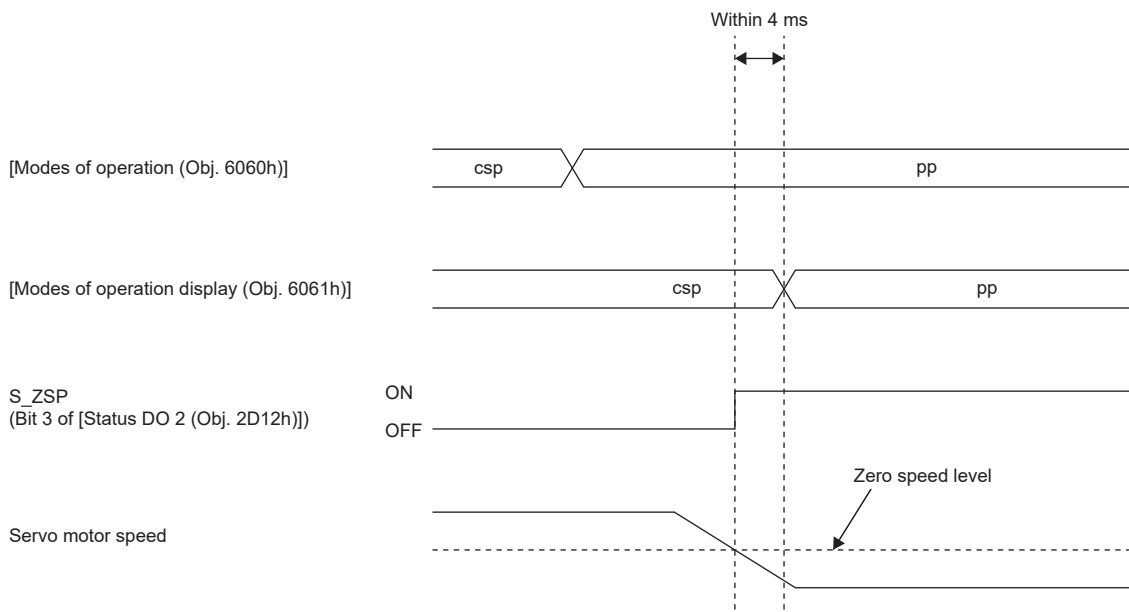 Within 4 ms
[Modes of operation (Obj. 6060h)]
csp
pp
[Modes of operation display (Obj. 6061h)]
csp
pp
S_ZSP
(Bit 3 of [Status DO 2 (Obj. 2D12h)])
ON
OFF
Zero speed level
Servo motor speed